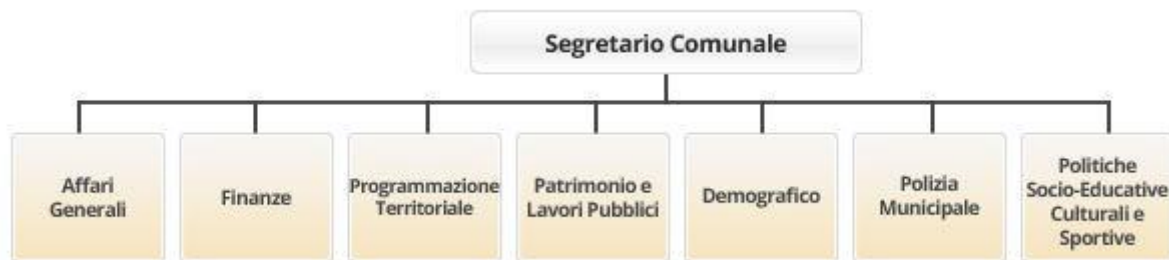 Segretario Comunale
Affari
Generali
Finanze
Programmazione
Territoriale
Patrimonio e
Lavori Pubblici
Demografico
Polizia
Municipale
Politiche
Socio-Educative
Culturali e
Sportive